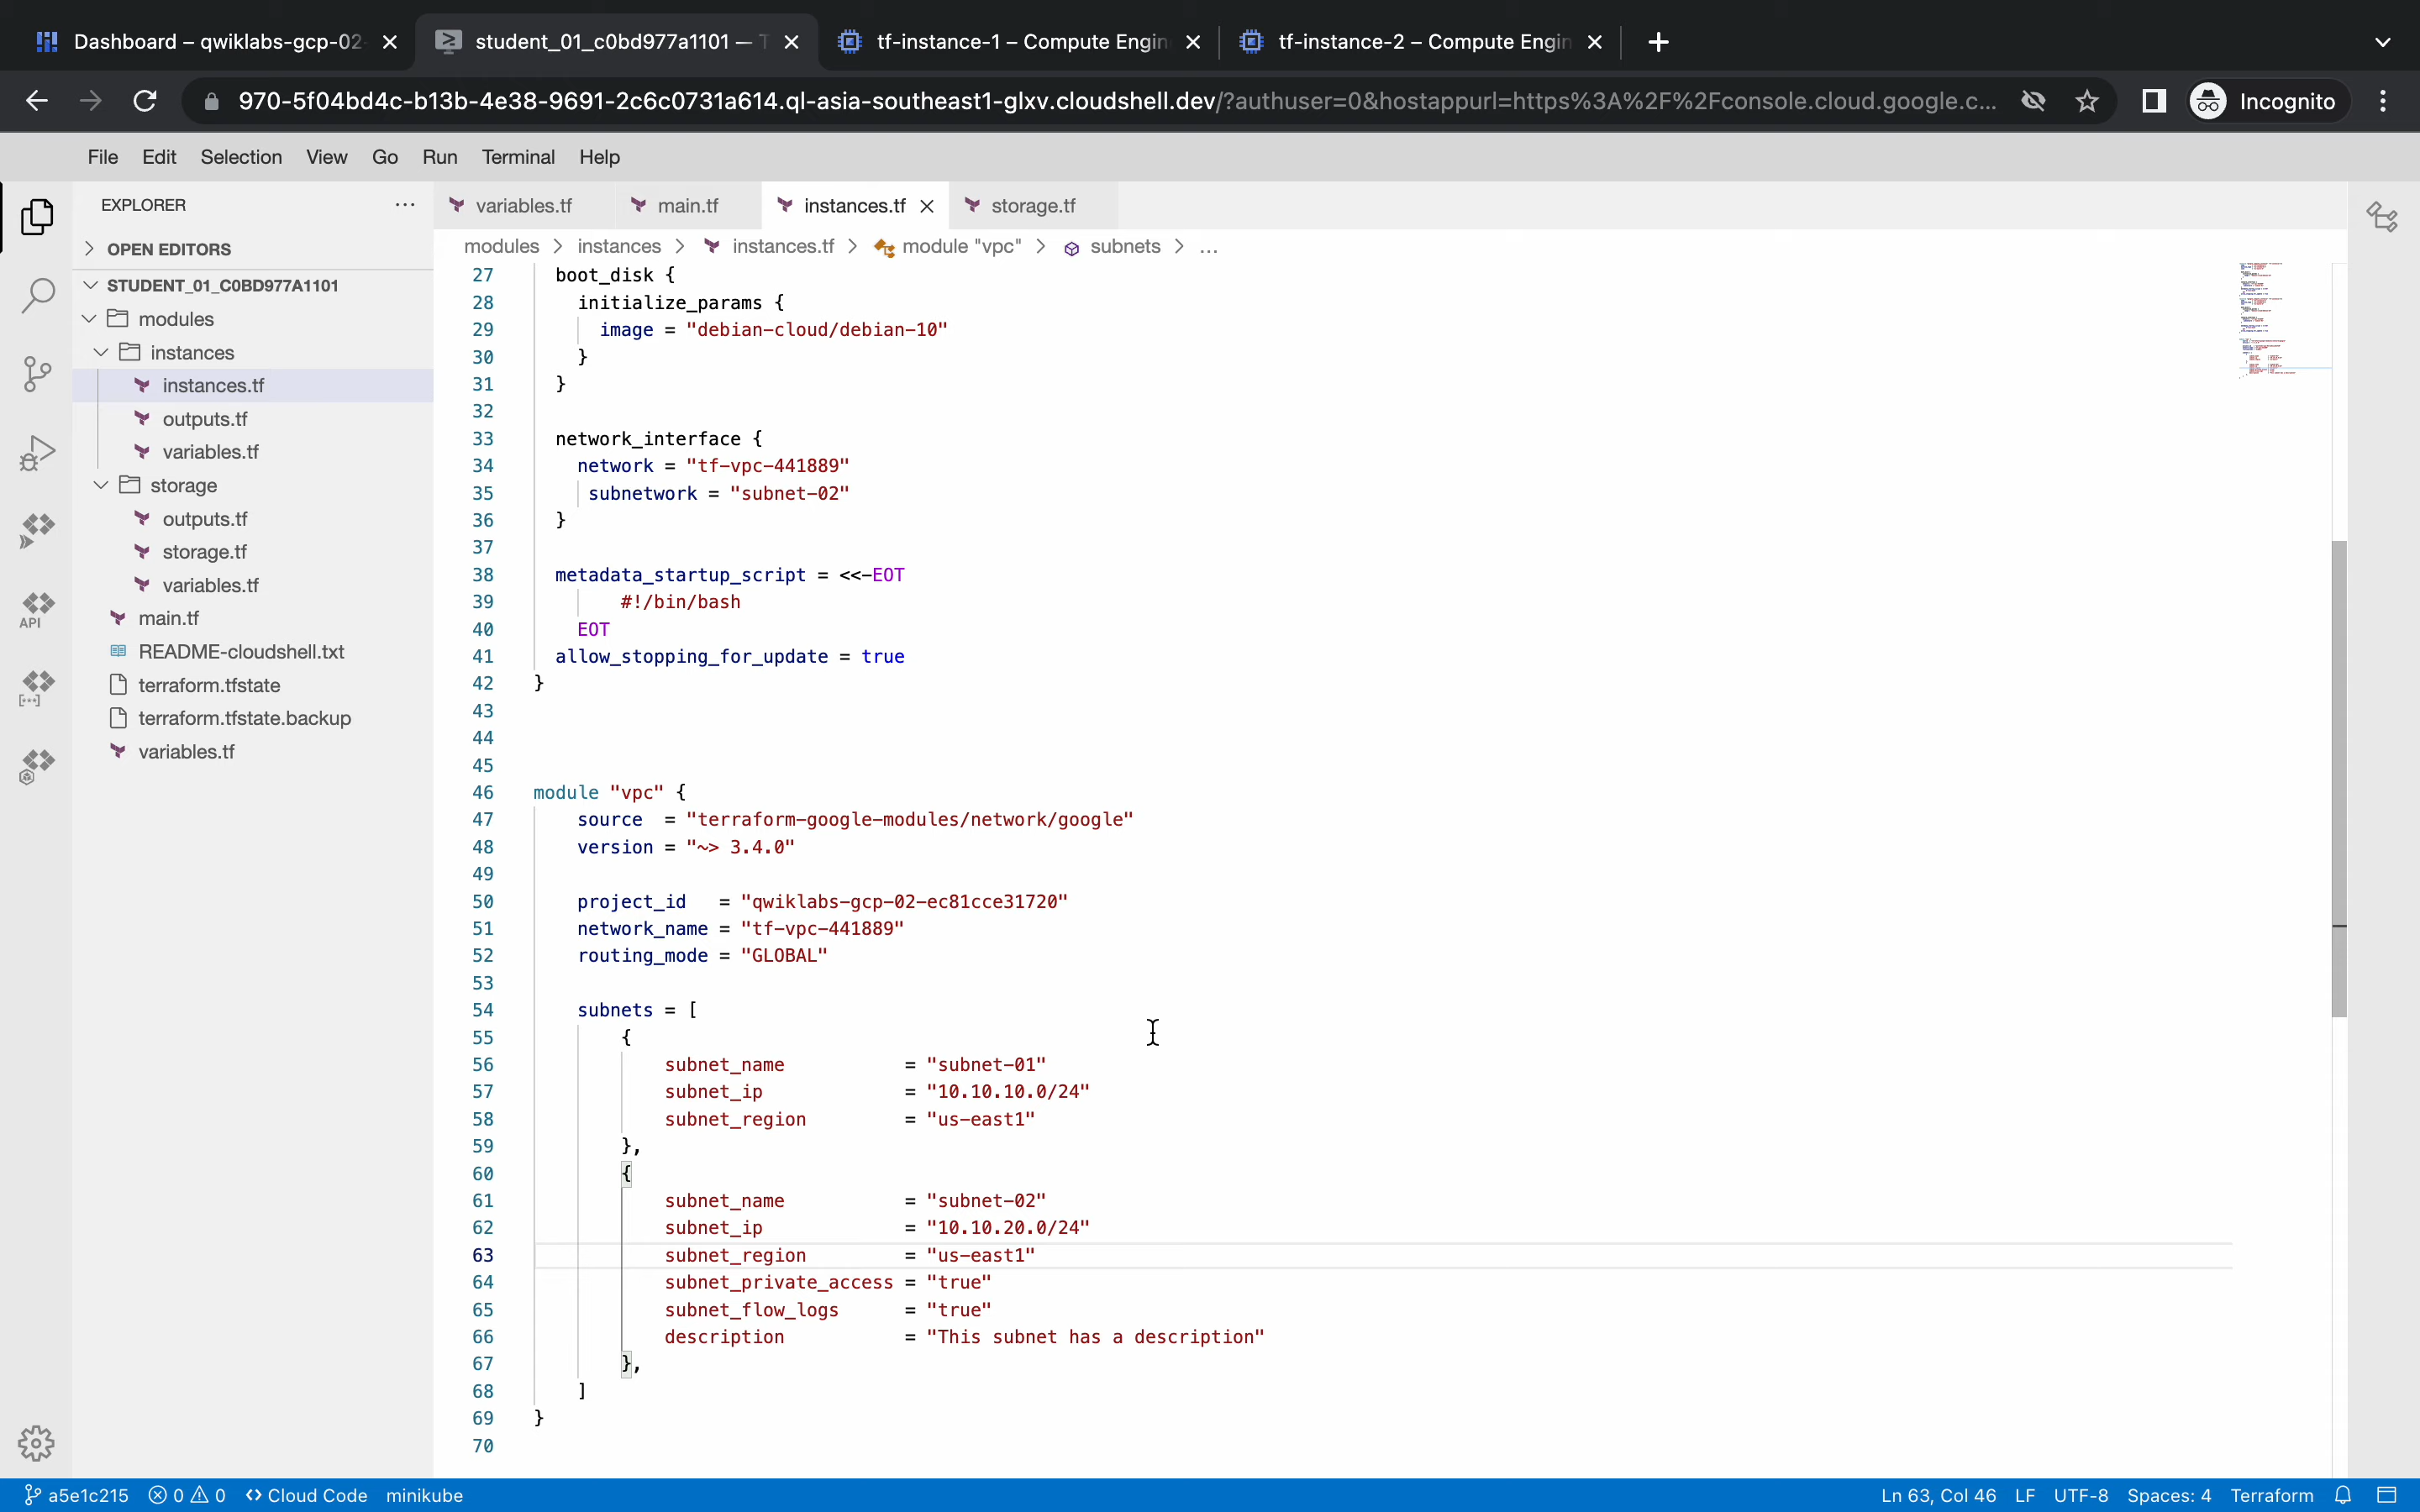 Dashboard – qwiklabs-gcp-02-
student_01_c0bd977a1101 — T
tf-instance-1 – Compute Engin
tf-instance-2 – Compute Engin
970-5f04bd4c-b13b-4e38-9691-2c6c0731a614.ql-asia-southeast1-glxv.cloudshell.dev/?authuser=0&hostappurl=https%3A%2F%2Fconsole.cloud.google.c...
Incognito
File Edit Selection View Go Run Terminal Help
EXPLORER
OPEN EDITORS
STUDENT_01_C0BD977A1101
modules
instances
instances.tf
outputs.tf
variables.tf
storage
outputs.tf
storage.tf
variables.tf
main.tf
README-cloudshell.txt
terraform.tfstate
terraform.tfstate.backup
variables.tf
API
variables.tf main.tf instances.tf storage.tf
modules > instances > instances.tf > module "vpc" > subnets > ...
27 boot_disk {
28 initialize_params {
29 image = "debian-cloud/debian-10"
30 }
31 }
32
33 network_interface {
34 network = "tf-vpc-441889"
35 subnetwork = "subnet-02"
36 }
37
38 metadata_startup_script = <<-EOT
39 #!/bin/bash
40 EOT
41 allow_stopping_for_update = true
42 }
43
44
45
46 module "vpc" {
47 source = "terraform-google-modules/network/google"
48 version = "~> 3.4.0"
49
50 project_id = "qwiklabs-gcp-02-ec81cce31720"
51 network_name = "tf-vpc-441889"
52 routing_mode = "GLOBAL"
53
54 subnets = [
55 {
56 subnet_name = "subnet-01"
57 subnet_ip = "10.10.10.0/24"
58 subnet_region = "us-east1"
59 },
60 {
61 subnet_name = "subnet-02"
62 subnet_ip = "10.10.20.0/24"
63 subnet_region = "us-east1"
64 subnet_private_access = "true"
65 subnet_flow_logs = "true"
66 description = "This subnet has a description"
67 },
68 ]
69 }
70
a5e1c215 0 0 Cloud Code minikube
Ln 63, Col 46 LF UTF-8 Spaces: 4 Terraform